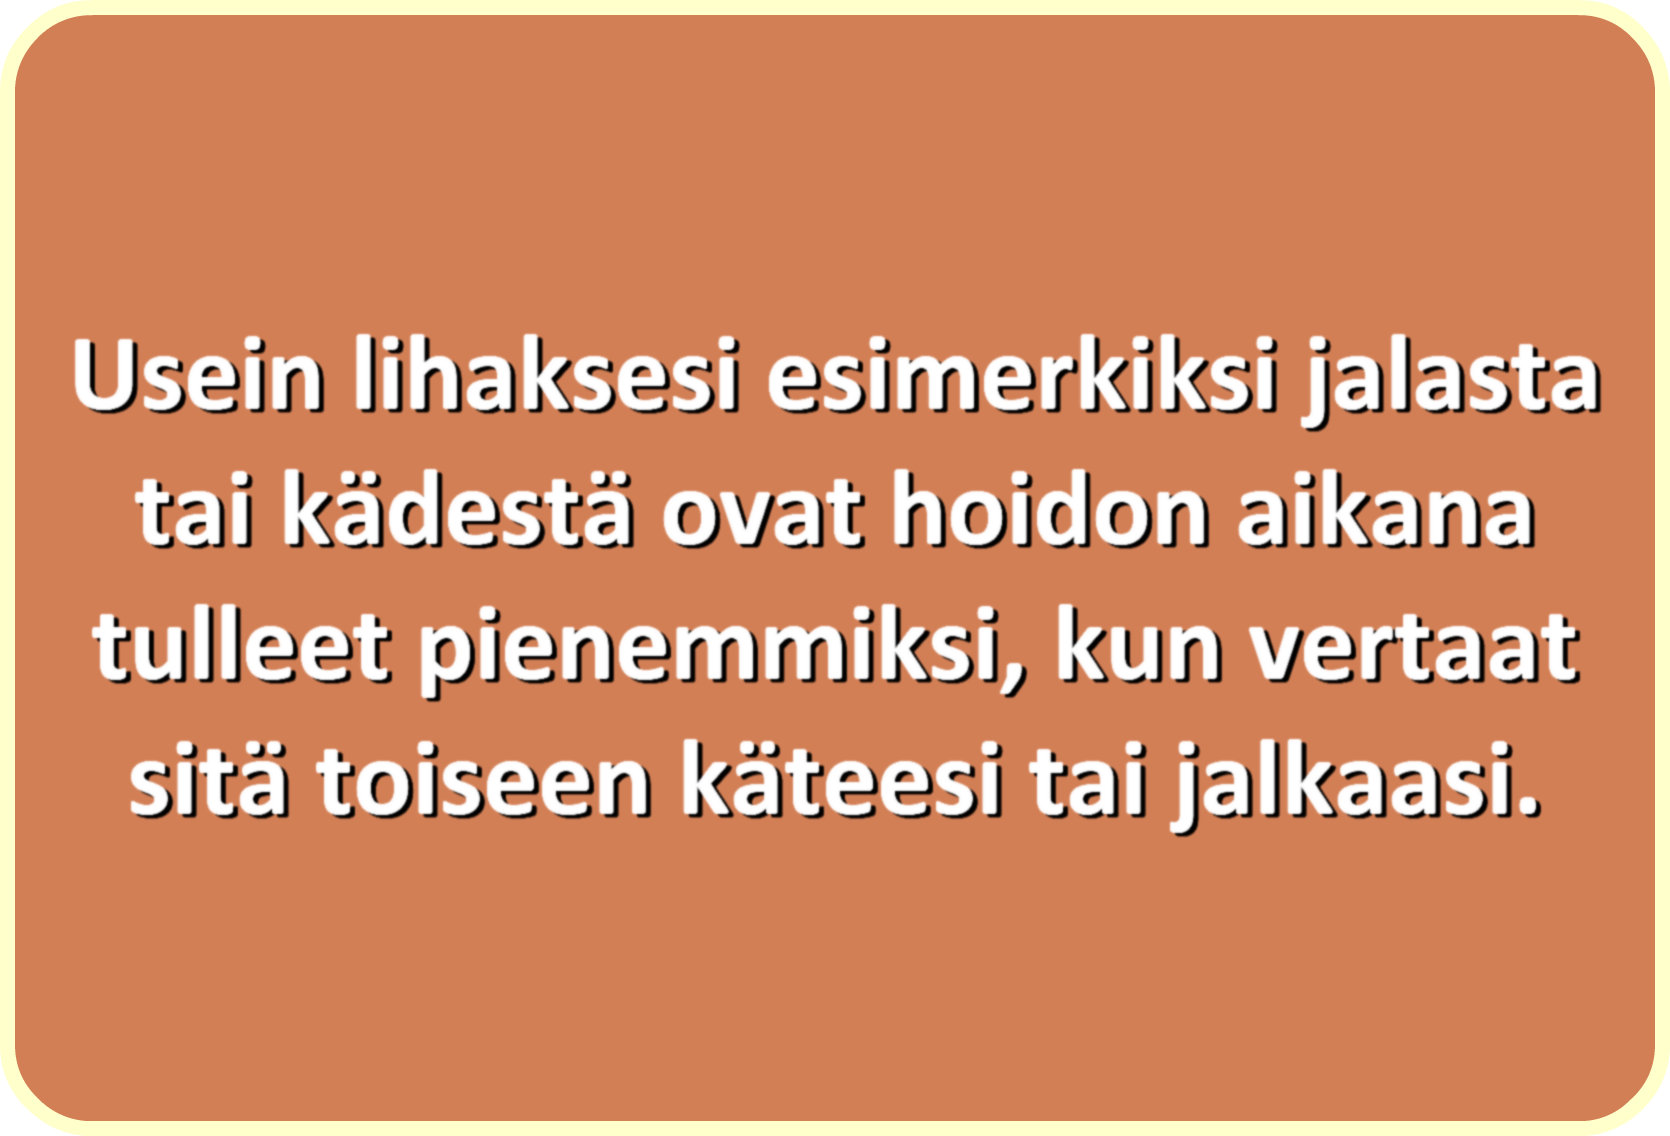 Usein lihaksesi esimerkiksi jalasta
tai kädestä ovat hoidon aikana
tulleet pienemmiksi, kun vertaat
sitä toiseen käteesi tai jalkaasi.